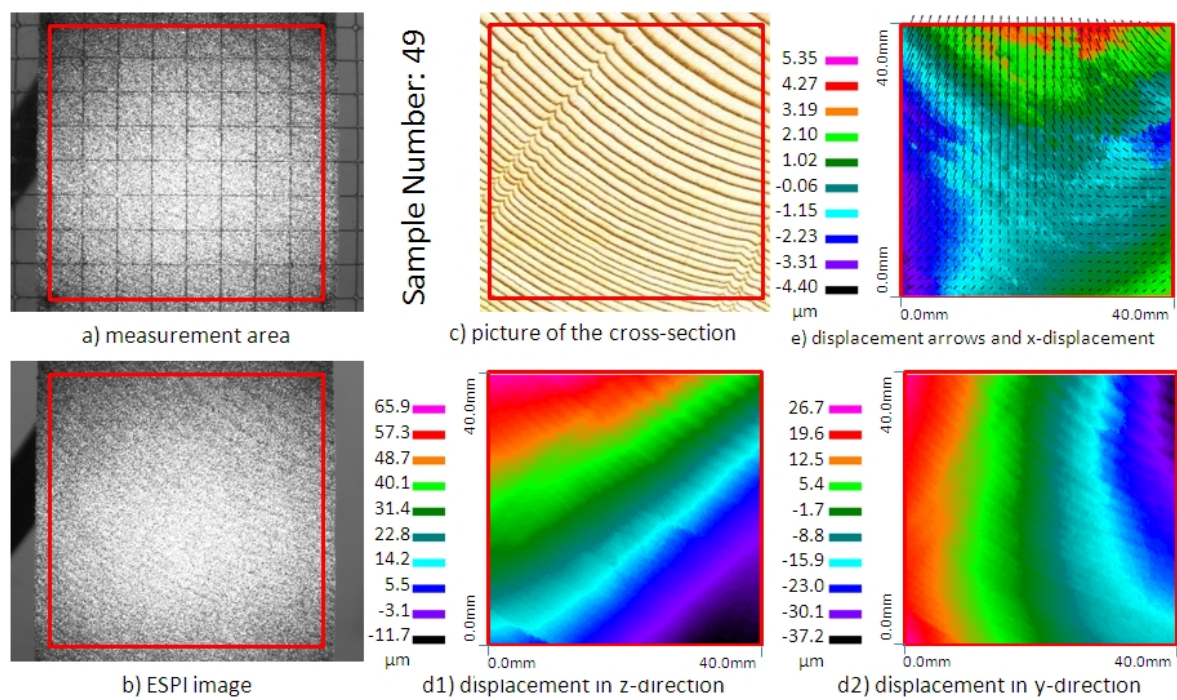 a) measurement area
Sample Number: 49
c) picture of the cross-section
5.35
4.27
3.19
2.10
1.02
-0.06
-1.15
-2.23
-3.31
-4.40
µm
40.0mm
0.0mm
0.0mm 40.0mm
e) displacement arrows and x-displacement
b) ESPI image
65.9
57.3
48.7
40.1
31.4
22.8
14.2
5.5
-3.1
-11.7
µm
40.0mm
0.0mm
0.0mm 40.0mm
d1) displacement in z-direction
26.7
19.6
12.5
5.4
-1.7
-8.8
-15.9
-23.0
-30.1
-37.2
µm
40.0mm
0.0mm
0.0mm 40.0mm
d2) displacement in y-direction